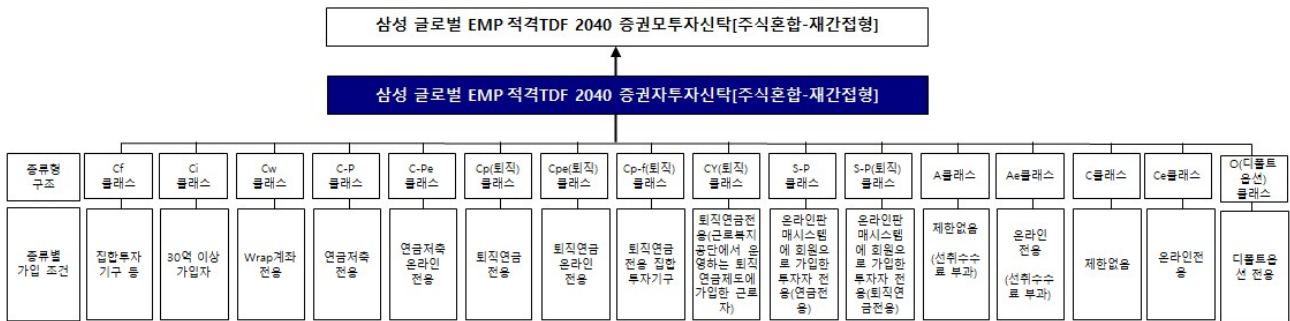 삼성 글로벌 EMP 적격TDF 2040 증권모투자신탁[주식혼합-재간접형]
삼성 글로벌 EMP 적격TDF 2040 증권자투자신탁[주식혼합-재간접형]
종류형
구조
Cf
클래스
Ci
클래스
Cw
클래스
C-P
클래스
C-Pe
클래스
Cp(퇴직)
클래스
Cpe(퇴직)
클래스
Cp-f(퇴직)
클래스
CY(퇴직)
클래스
S-P
클래스
S-P(퇴직)
클래스
A클래스
Ae클래스
C클래스
Ce클래스
O(디폴트
옵션)
클래스
종류별
가입 조건
집합투자
기구 등
30억 이상
가입자
Wrap계좌
전용
연금저축
전용
연금저축
온라인
전용
퇴직연금
전용
퇴직연금
온라인
전용
퇴직연금
전용 집합
투자기구
퇴직연금전
용(근로복지
공단에서 운
영하는 퇴직
연금제도에
가입한 근로
자)
온라인판
매시스템
에 회원으
로 가입한
투자자 전
용(연금전
용)
온라인판
매시스템
에 회원으
로 가입한
투자자 전
용(퇴직연
금전용)
제한없음
(선취수수
료 부과)
온라인
전용
(선취수수
료 부과)
제한없음
온라인전
용
디폴트옵
션 전용